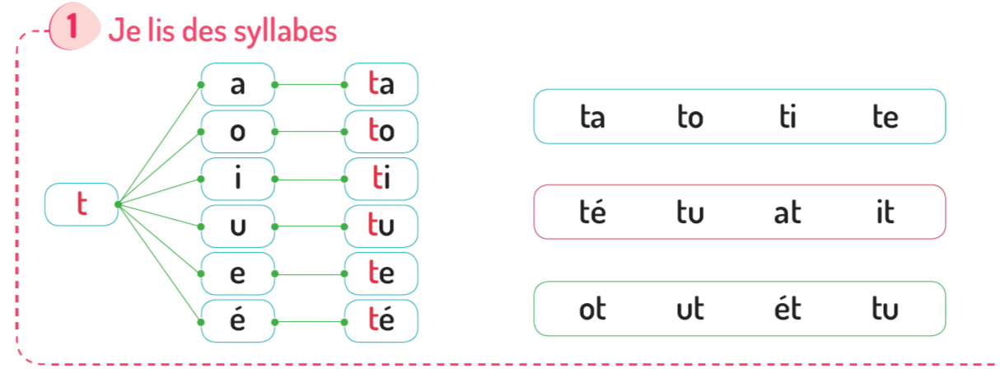 1 Je lis des syllabes
t
a ta
o to
i ti
u tu
e te
é té
ta to ti te
té tu at it
ot ut ét tu